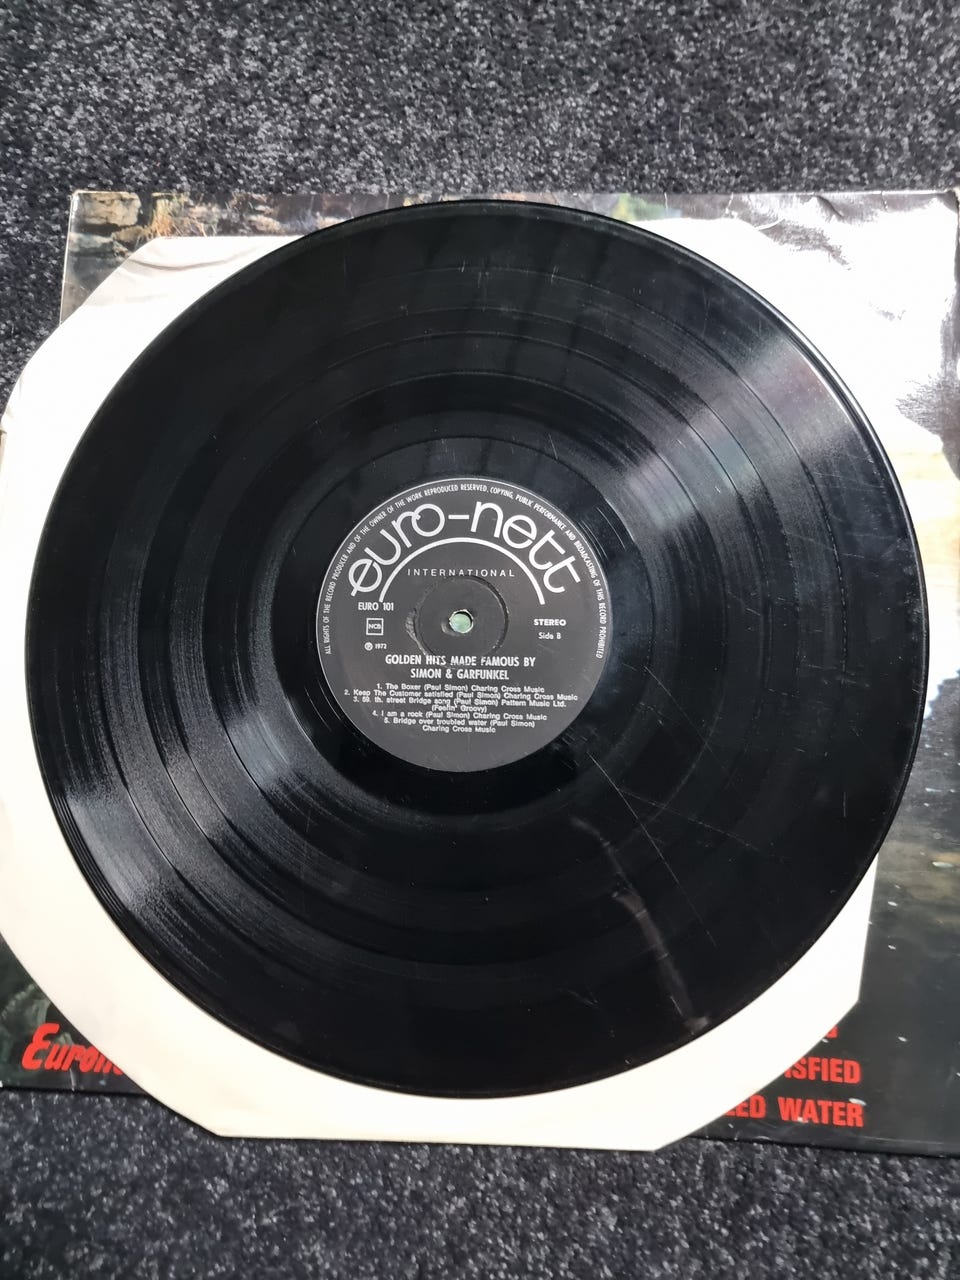 ALL RIGHTS OF THE RECORD PRODUCER AND OF THE OWNER OF THE WORK REPRODUCED RESERVED. COPYING, PUBLIC PERFORMANCE AND BROADCASTING OF THIS RECORD PROHIBITED
euro-nett
INTERNATIONAL
EURO 101
NCB
STEREO
Side B
℗ 1972
GOLDEN HITS MADE FAMOUS BY
SIMON & GARFUNKEL
1. The Boxer (Paul Simon) Charing Cross Music
2. Keep The Customer satisfied (Paul Simon) Charing Cross Music
3. 59. th. street Bridge song (Paul Simon) Pattern Music Ltd.
(Feelin' Groovy)
4. I am a rock (Paul Simon) Charing Cross Music
5. Bridge over troubled water (Paul Simon)
Charing Cross Music
WATER